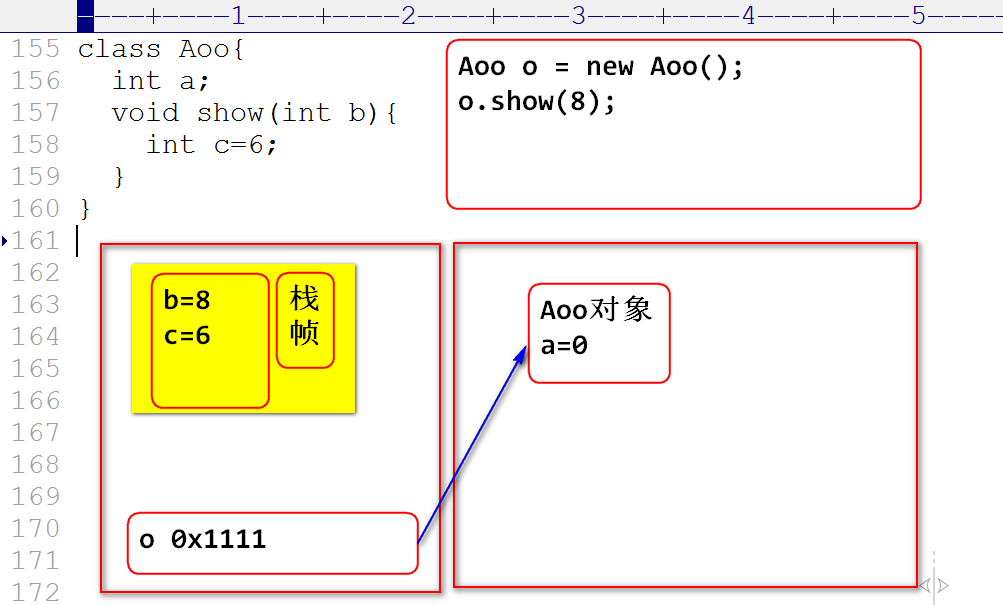 1 2 3 4 5
155 class Aoo{
156 int a;
157 void show(int b){
158 int c=6;
159 }
160 }
161
162
163
164
165
166
167
168
169
170
171
172
Aoo o = new Aoo();
o.show(8);
b=8
c=6
栈
帧
o 0x1111
Aoo对象
a=0